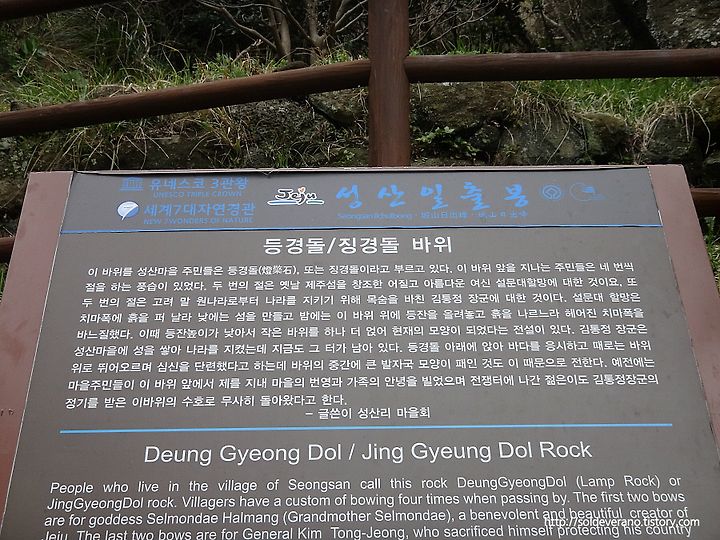 유네스코 3관왕
UNESCO TRIPLE CROWN
세계7대자연경관
NEW 7 WONDERS OF NATURE
Jeju
성산일출봉
Seongsan Ilchulbong · 城山日出峰 ·
등경돌/징경돌 바위
이 바위를 성산마을 주민들은 등경돌(燈檠石), 또는 징경돌이라고 부르고 있다. 이 바위 앞을 지나는 주민들은 네 번씩
절을 하는 풍습이 있었다. 두 번의 절은 옛날 제주섬을 창조한 어질고 아름다운 여신 설문대할망에 대한 것이요, 또
두 번의 절은 고려 말 원나라로부터 나라를 지키기 위해 목숨을 바친 김통정 장군에 대한 것이다. 설문대 할망은
치마폭에 흙을 퍼 날라 낮에는 섬을 만들고 밤에는 이 바위 위에 등잔을 올려놓고 흙을 나르느라 헤어진 치마폭을
바느질했다. 이때 등잔높이가 낮아서 작은 바위를 하나 더 얹어 현재의 모양이 되었다는 전설이 있다. 김통정 장군은
성산마을에 성을 쌓아 나라를 지켰는데 지금도 그 터가 남아 있다. 등경돌 아래에 앉아 바다를 응시하고 때로는 바위
위로 뛰어오르며 심신을 단련했다고 하는데 바위의 중간에 큰 발자국 모양이 패인 것도 이 때문으로 전한다. 예전에는
마을주민들이 이 바위 앞에서 제를 지내 마을의 번영과 가족의 안녕을 빌었으며 전쟁터에 나간 젊은이도 김통정장군의
정기를 받은 이바위의 수호로 무사히 돌아왔다고 한다.
– 글쓴이 성산리 마을회
Deung Gyeong Dol / Jing Gyeung Dol Rock
People who live in the village of Seongsan call this rock DeungGyeongDol (Lamp Rock) or
JingGyeongDol rock. Villagers have a custom of bowing four times when passing by. The first two bows
are for goddess Selmondae Halmang (Grandmother Selmondae), a benevolent and beautiful creator of
Jeju. The last two bows are for General Kim Tong-Jeong, who sacrificed himself protecting his country
http://soldeverano.tistory.com